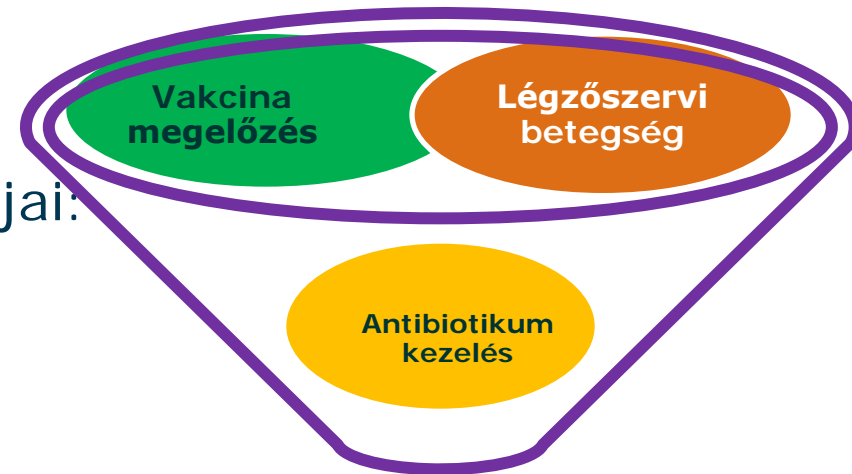 Vakcina
megelőzés
Légzőszervi
betegség
jai:
Antibiotikum
kezelés